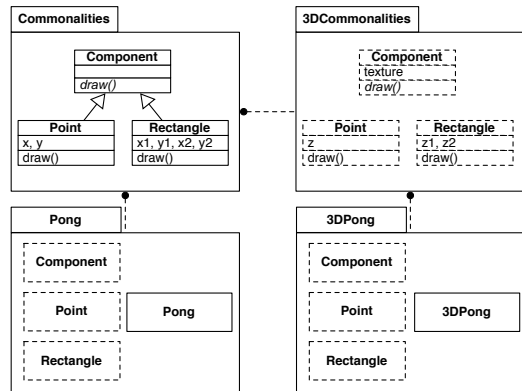 Commonalities
Component
draw()
Point
x, y
draw()
Rectangle
x1, y1, x2, y2
draw()
3DCommonalities
Component
texture
draw()
Point
z
draw()
Rectangle
z1, z2
draw()
Pong
Component
Point
Pong
Rectangle
3DPong
Component
Point
3DPong
Rectangle